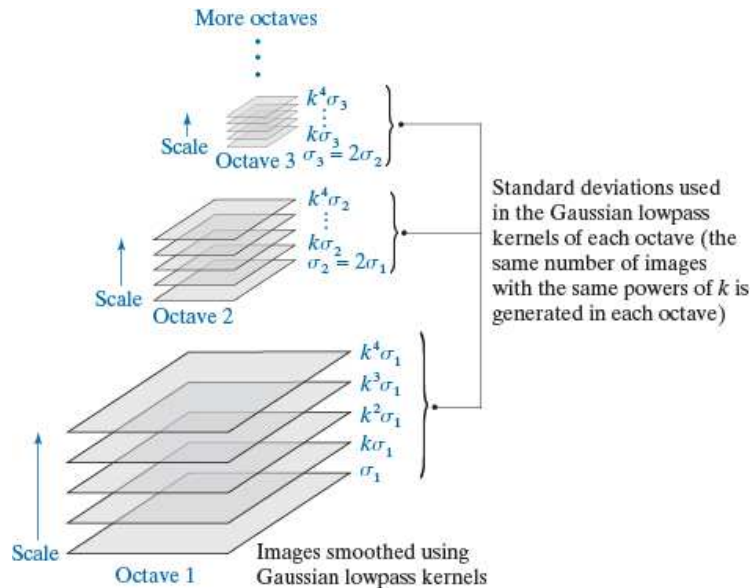 More octaves
k⁴σ₃
kσ₃
σ₃ = 2σ₂
Scale
Octave 3
k⁴σ₂
kσ₂
σ₂ = 2σ₁
Scale
Octave 2
Standard deviations used
in the Gaussian lowpass
kernels of each octave (the
same number of images
with the same powers of k is
generated in each octave)
k⁴σ₁
k³σ₁
k²σ₁
kσ₁
σ₁
Scale
Octave 1
Images smoothed using
Gaussian lowpass kernels